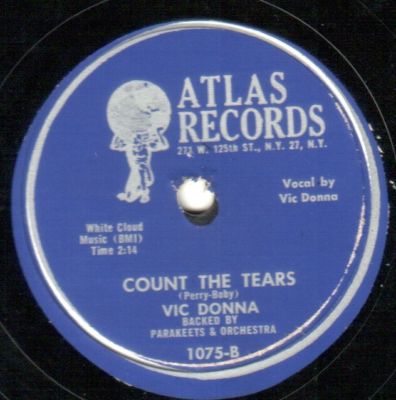 ATLAS
RECORDS
271 W. 125th ST., N.Y. 27, N.Y.
Vocal by
Vic Donna
White Cloud
Music (BMI)
Time 2:14
COUNT THE TEARS
(Perry-Baby)
VIC DONNA
BACKED BY
PARAKEETS & ORCHESTRA
1075-B